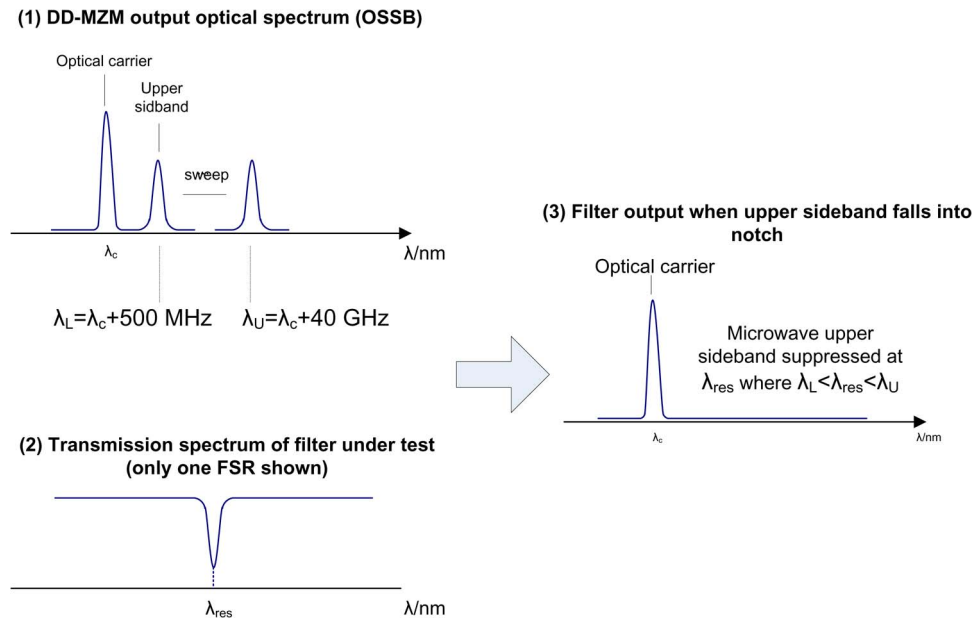 (1) DD-MZM output optical spectrum (OSSB)
Optical carrier
Upper
sidband
sweep
λc
λ/nm
λL=λc+500 MHz
λU=λc+40 GHz
(2) Transmission spectrum of filter under test
(only one FSR shown)
λres
λ/nm
(3) Filter output when upper sideband falls into
notch
Optical carrier
Microwave upper
sideband suppressed at
λres where λL<λres<λU
λc
λ/nm